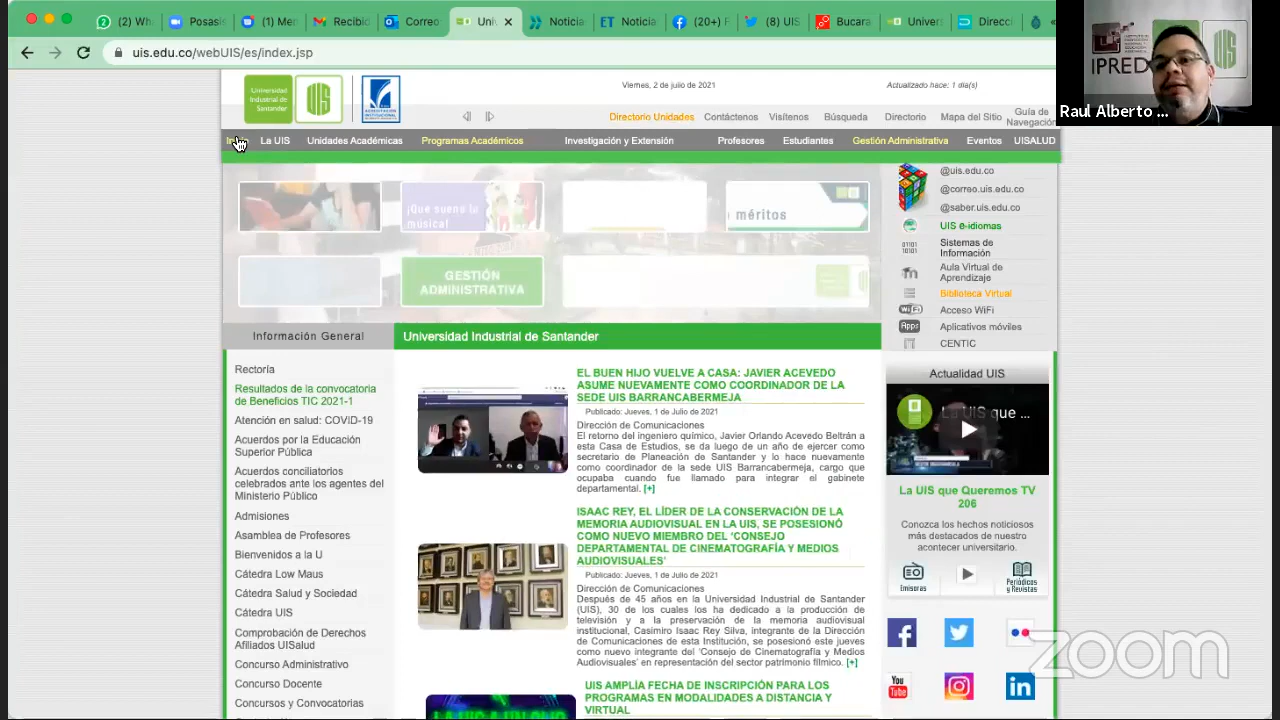 (2) Wh
Posasis
(1) Me
Recibid
Correo
Uni
Noticia
Noticia
(20+) F
(8) UIS
Bucara
Univers
Direcci
uis.edu.co/webUIS/es/index.jsp
IPRED
Raul Alberto ...
Universidad
Industrial de
Santander
UIS
ACREDITACIÓN
INSTITUCIONAL
Viernes, 2 de julio de 2021
Actualizado hace: 1 día(s)
Directorio Unidades
Contáctenos
Visítenos
Búsqueda
Directorio
Mapa del Sitio
Guía de
Navegación
Inicio
La UIS
Unidades Académicas
Programas Académicos
Investigación y Extensión
Profesores
Estudiantes
Gestión Administrativa
Eventos
UISALUD
¡Que suene la
música!
méritos
GESTIÓN
ADMINISTRATIVA
@uis.edu.co
@correo.uis.edu.co
@saber.uis.edu.co
UIS e-idiomas
Sistemas de
Información
Aula Virtual de
Aprendizaje
Biblioteca Virtual
WiFi
Acceso WiFi
Apps
Aplicativos móviles
CENTIC
Información General
Universidad Industrial de Santander
Rectoría
Resultados de la convocatoria
de Beneficios TIC 2021-1
Atención en salud: COVID-19
Acuerdos por la Educación
Superior Pública
Acuerdos conciliatorios
celebrados ante los agentes del
Ministerio Público
Admisiones
Asamblea de Profesores
Bienvenidos a la U
Cátedra Low Maus
Cátedra Salud y Sociedad
Cátedra UIS
Comprobación de Derechos
Afiliados UISalud
Concurso Administrativo
Concurso Docente
Concursos y Convocatorias
EL BUEN HIJO VUELVE A CASA: JAVIER ACEVEDO
ASUME NUEVAMENTE COMO COORDINADOR DE LA
SEDE UIS BARRANCABERMEJA
Publicado: Jueves, 1 de Julio de 2021
Dirección de Comunicaciones
El retorno del ingeniero químico, Javier Orlando Acevedo Beltrán a
esta Casa de Estudios, se da luego de un año de ejercer como
secretario de Planeación de Santander y lo hace nuevamente
como coordinador de la sede UIS Barrancabermeja, cargo que
ocupaba cuando fue llamado para integrar el gabinete
departamental. [+]
ISAAC REY, EL LÍDER DE LA CONSERVACIÓN DE LA
MEMORIA AUDIOVISUAL EN LA UIS, SE POSESIONÓ
COMO NUEVO MIEMBRO DEL ‘CONSEJO
DEPARTAMENTAL DE CINEMATOGRAFÍA Y MEDIOS
AUDIOVISUALES’
Publicado: Jueves, 1 de Julio de 2021
Dirección de Comunicaciones
Después de 45 años en la Universidad Industrial de Santander
(UIS), 30 de los cuales los ha dedicado a la producción de
televisión y a la preservación de la memoria audiovisual
institucional, Casimiro Isaac Rey Silva, integrante de la Dirección
de Comunicaciones de esta Institución, se posesionó este jueves
como nuevo integrante del ‘Consejo de Cinematografía y Medios
Audiovisuales’ en representación del sector patrimonio fílmico. [+]
UIS AMPLÍA FECHA DE INSCRIPCIÓN PARA LOS
PROGRAMAS EN MODALIDADES A DISTANCIA Y
VIRTUAL
Actualidad UIS
La UIS que ...
La UIS que Queremos TV
206
Conozca los hechos noticiosos
más destacados de nuestro
acontecer universitario.
Emisoras
Periódicos
y Revistas
You
Tube
zoom